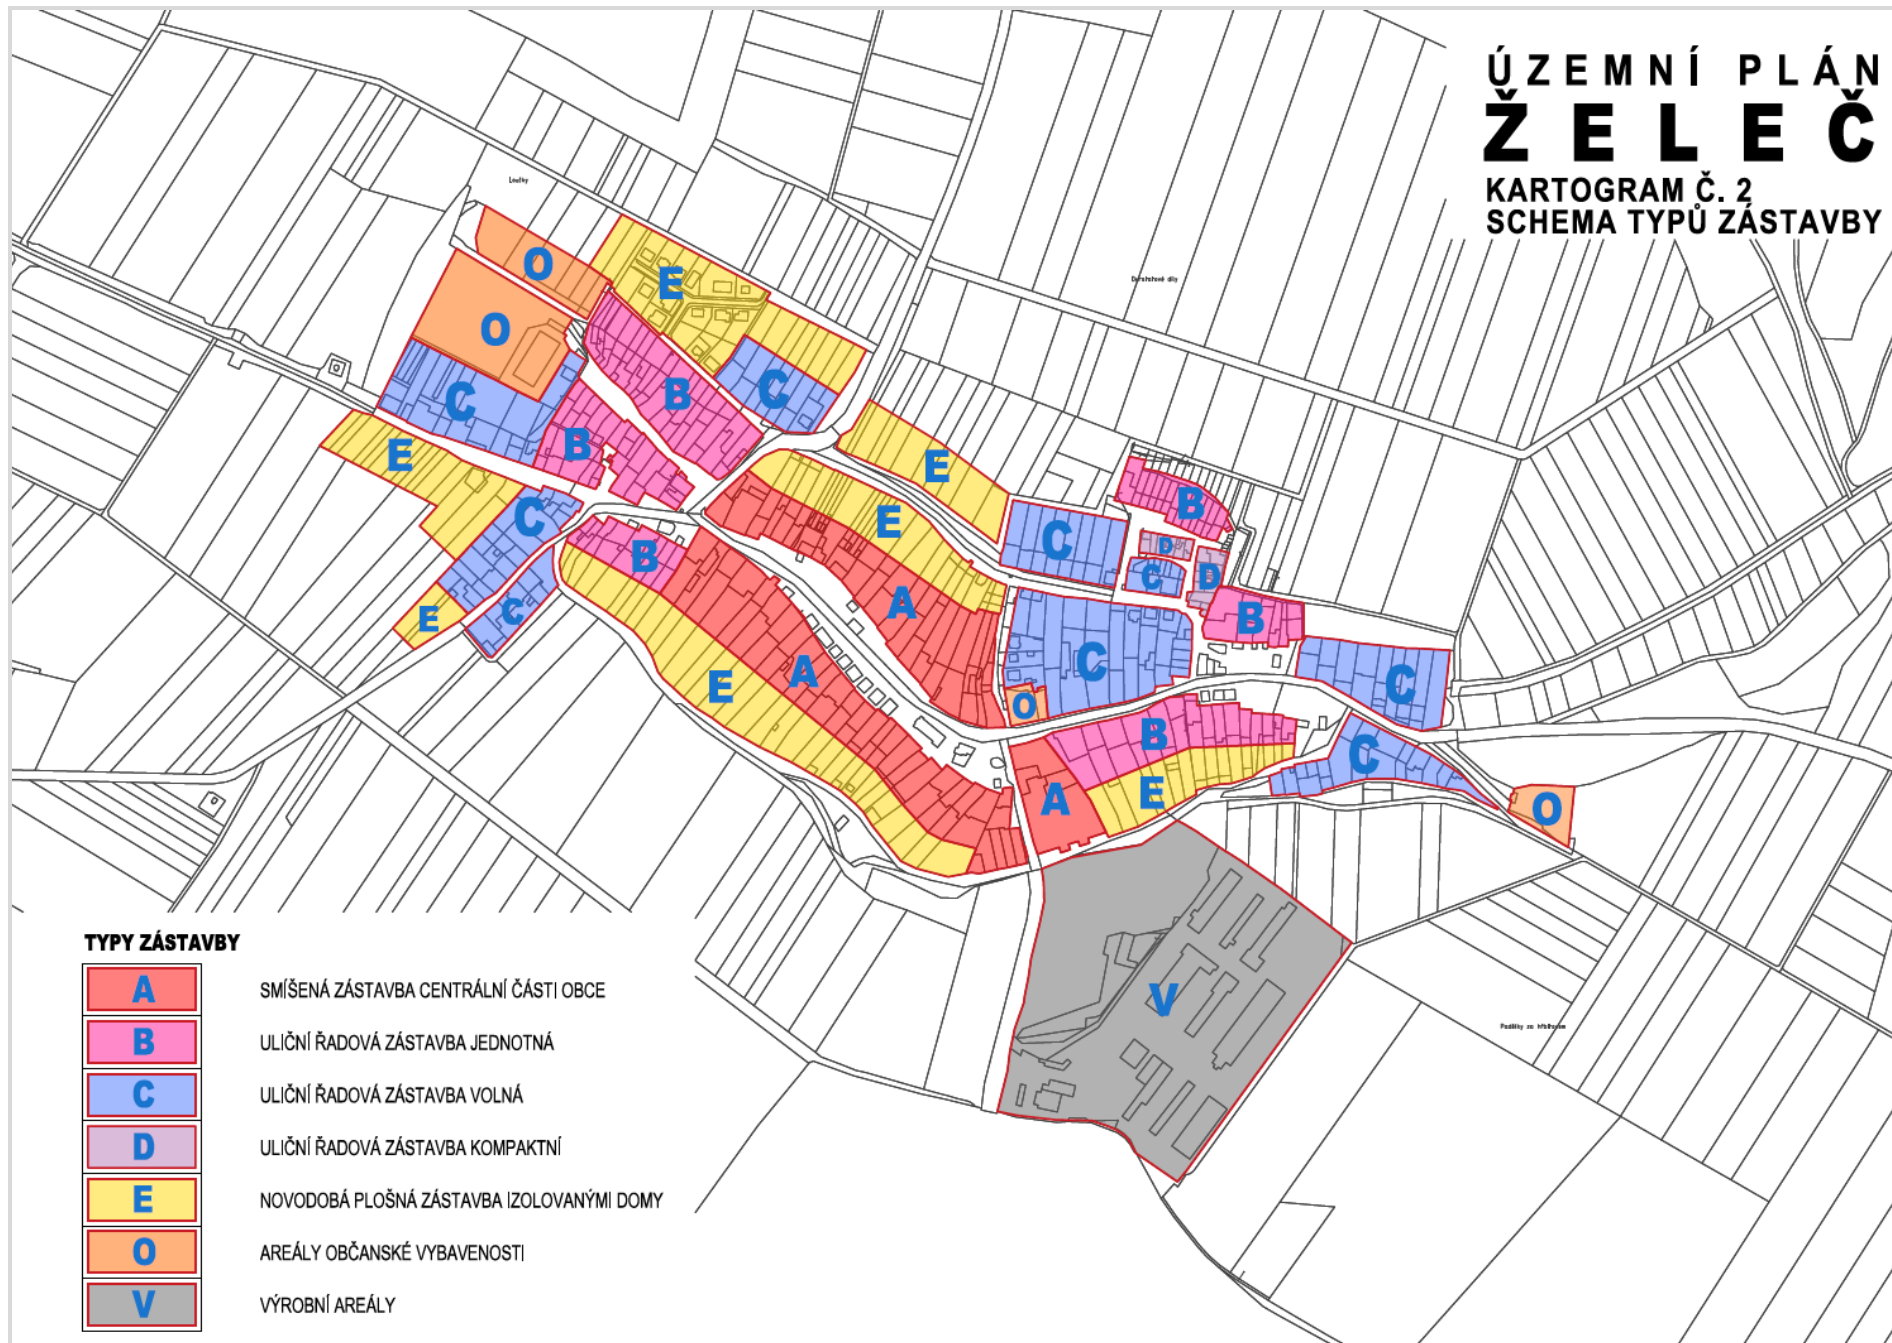 ÚZEMNÍ PLÁN
ŽELEČ
KARTOGRAM Č. 2
SCHEMA TYPŮ ZÁSTAVBY
Loučky
O
E
O
B
C
C
B
E
E
C
B
E
B
C
D
A
C
D
E
C
B
A
C
E
C
O
B
C
E
A
O
V
TYPY ZÁSTAVBY
A SMÍŠENÁ ZÁSTAVBA CENTRÁLNÍ ČÁSTI OBCE
B ULIČNÍ ŘADOVÁ ZÁSTAVBA JEDNOTNÁ
C ULIČNÍ ŘADOVÁ ZÁSTAVBA VOLNÁ
D ULIČNÍ ŘADOVÁ ZÁSTAVBA KOMPAKTNÍ
E NOVODOBÁ PLOŠNÁ ZÁSTAVBA IZOLOVANÝMI DOMY
O AREÁLY OBČANSKÉ VYBAVENOSTI
V VÝROBNÍ AREÁLY